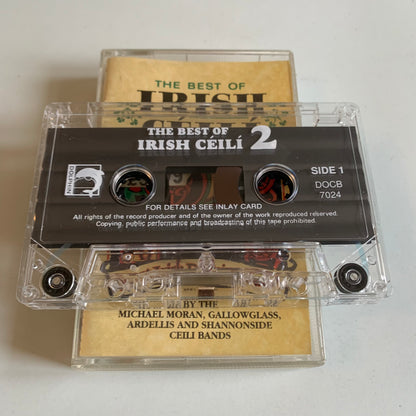 THE BEST OF
IRISH
THE BEST OF
IRISH CÉILÍ 2
SIDE 1
DOCB
7024
FOR DETAILS SEE INLAY CARD
All rights of the record producer and of the owner of the work reproduced reserved.
Copying, public performance and broadcasting of this tape prohibited.
BY THE
MICHAEL MORAN, GALLOWGLASS,
ARDELLIS AND SHANNONSIDE
CEILI BANDS